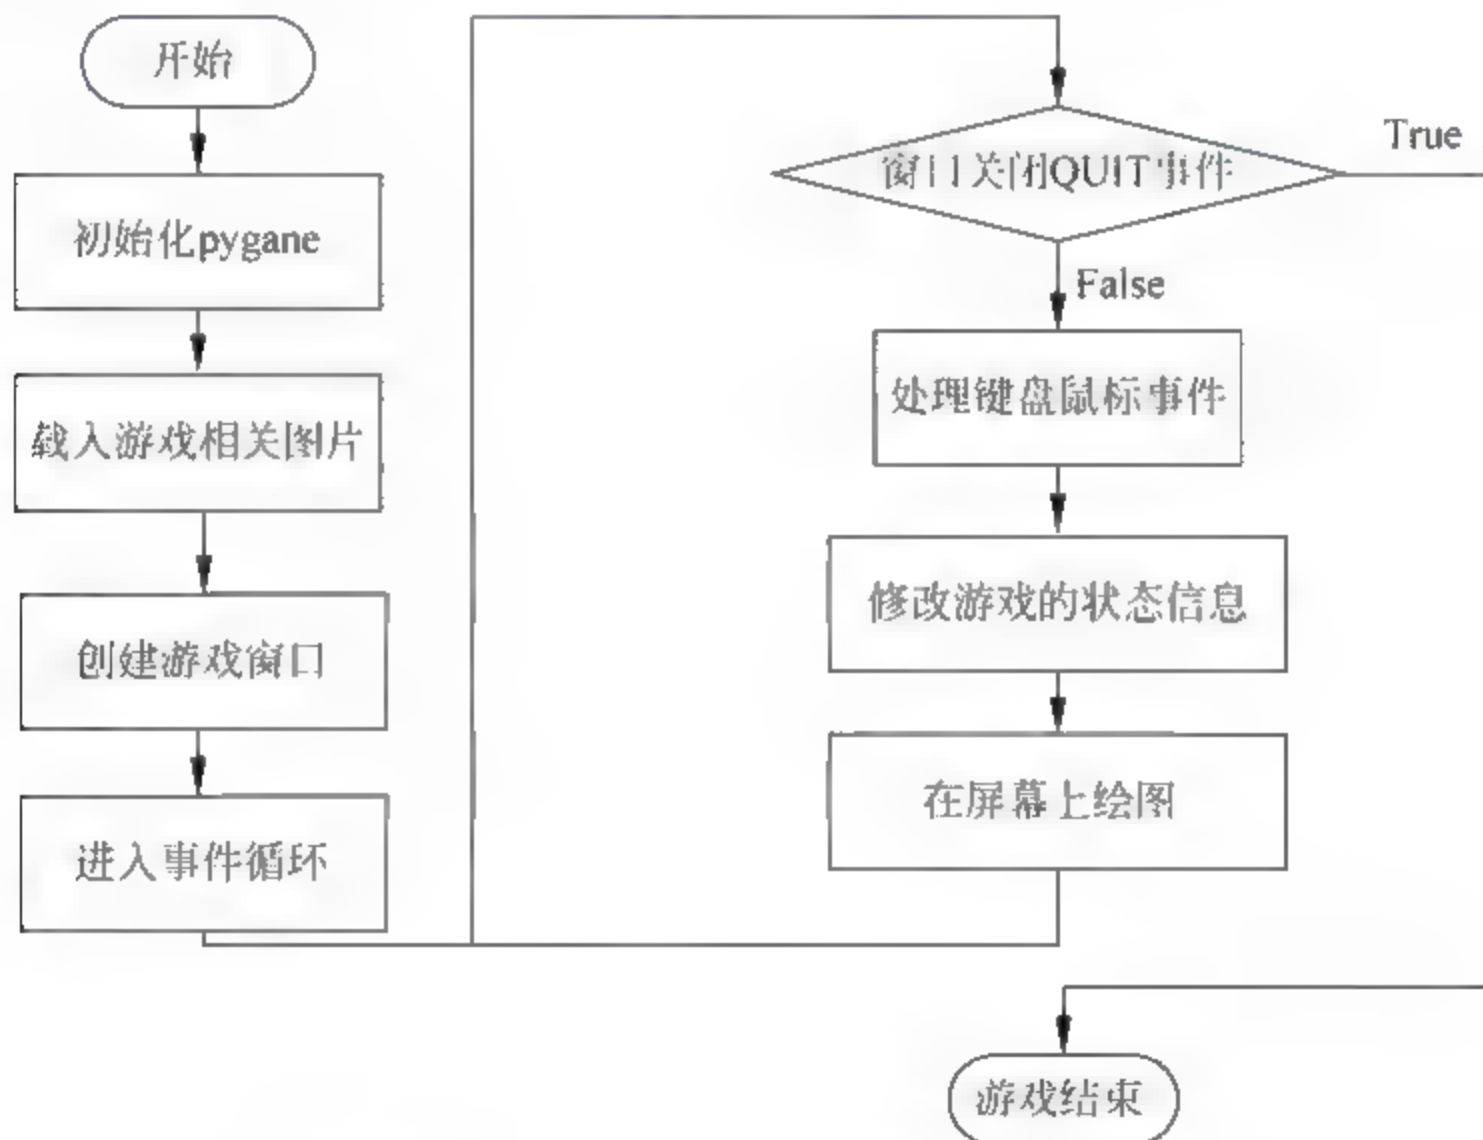 开始
初始化pygane
载入游戏相关图片
创建游戏窗口
进入事件循环
窗口关闭QUIT事件
True
False
处理键盘鼠标事件
修改游戏的状态信息
在屏幕上绘图
游戏结束